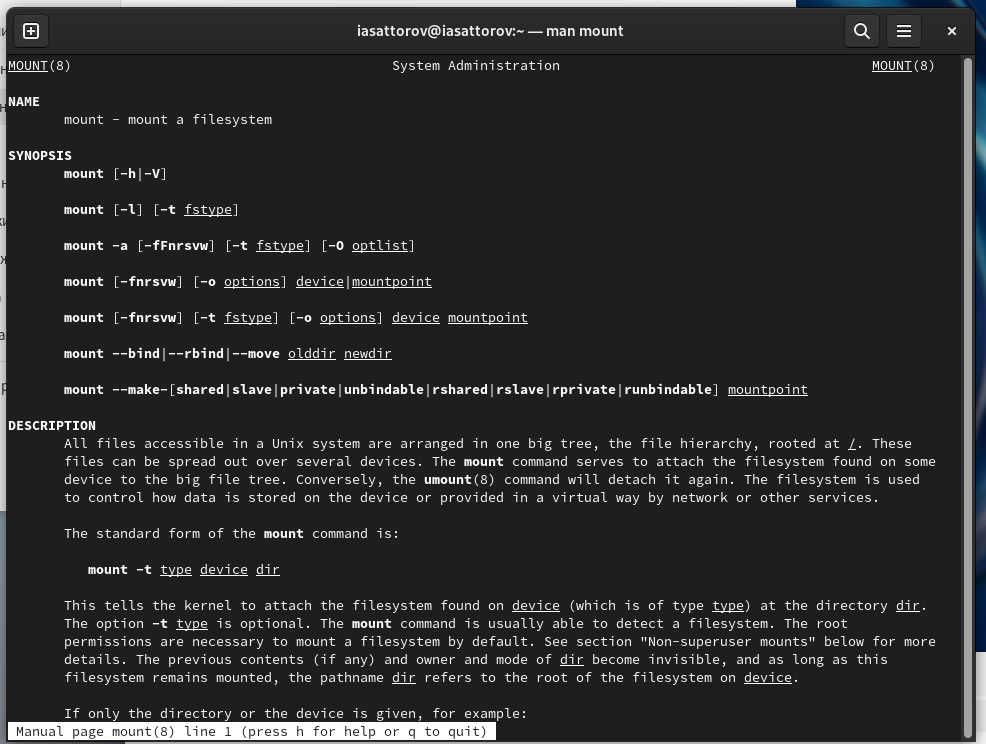 iasattorov@iasattorov:~ — man mount
MOUNT(8) System Administration MOUNT(8)
NAME
mount - mount a filesystem
SYNOPSIS
mount [-h|-V]
mount [-l] [-t fstype]
mount -a [-fFnrsvw] [-t fstype] [-O optlist]
mount [-fnrsvw] [-o options] device|mountpoint
mount [-fnrsvw] [-t fstype] [-o options] device mountpoint
mount --bind|--rbind|--move olddir newdir
mount --make-[shared|slave|private|unbindable|rshared|rslave|rprivate|runbindable] mountpoint
DESCRIPTION
All files accessible in a Unix system are arranged in one big tree, the file hierarchy, rooted at /. These
files can be spread out over several devices. The mount command serves to attach the filesystem found on some
device to the big file tree. Conversely, the umount(8) command will detach it again. The filesystem is used
to control how data is stored on the device or provided in a virtual way by network or other services.
The standard form of the mount command is:
mount -t type device dir
This tells the kernel to attach the filesystem found on device (which is of type type) at the directory dir.
The option -t type is optional. The mount command is usually able to detect a filesystem. The root
permissions are necessary to mount a filesystem by default. See section "Non-superuser mounts" below for more
details. The previous contents (if any) and owner and mode of dir become invisible, and as long as this
filesystem remains mounted, the pathname dir refers to the root of the filesystem on device.
If only the directory or the device is given, for example:
Manual page mount(8) line 1 (press h for help or q to quit)